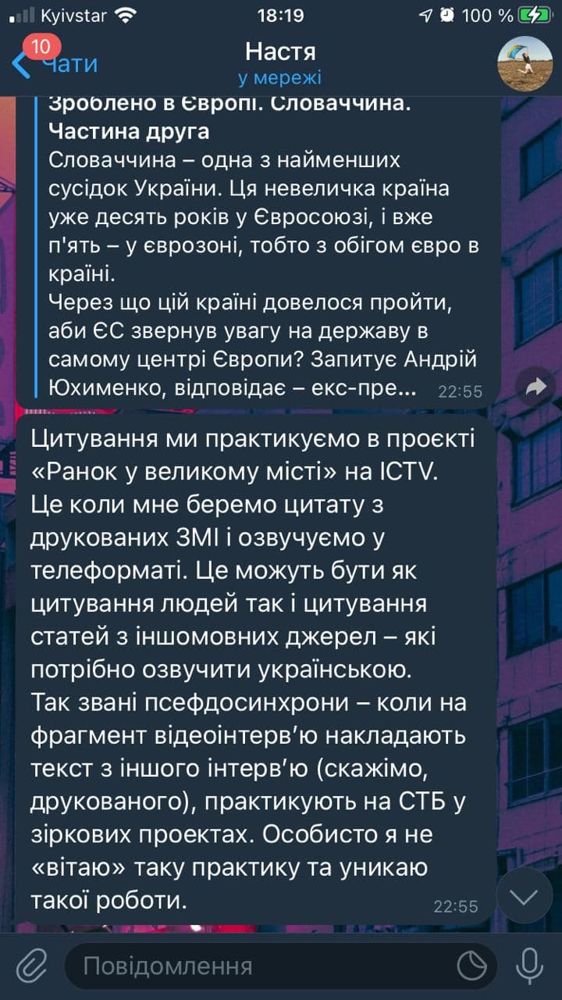 Kyivstar
18:19
100 %
10
Чати
Настя
у мережі
Зроблено в Європі. Словаччина.
Частина друга
Словаччина – одна з найменших
сусідок України. Ця невеличка країна
уже десять років у Євросоюзі, і вже
п'ять – у єврозоні, тобто з обігом євро в
країні.
Через що цій країні довелося пройти,
аби ЄС звернув увагу на державу в
самому центрі Європи? Запитує Андрій
Юхименко, відповідає – екс-пре...
22:55
Цитування ми практикуємо в проєкті
«Ранок у великому місті» на ICTV.
Це коли мне беремо цитату з
друкованих ЗМІ і озвучуємо у
телеформаті. Це можуть бути як
цитування людей так і цитування
статей з іншомовних джерел – які
потрібно озвучити українською.
Так звані псефдосинхрони – коли на
фрагмент відеоінтерв’ю накладають
текст з іншого інтерв’ю (скажімо,
друкованого), практикують на СТБ у
зіркових проектах. Особисто я не
«вітаю» таку практику та уникаю
такої роботи.
22:55
Повідомлення